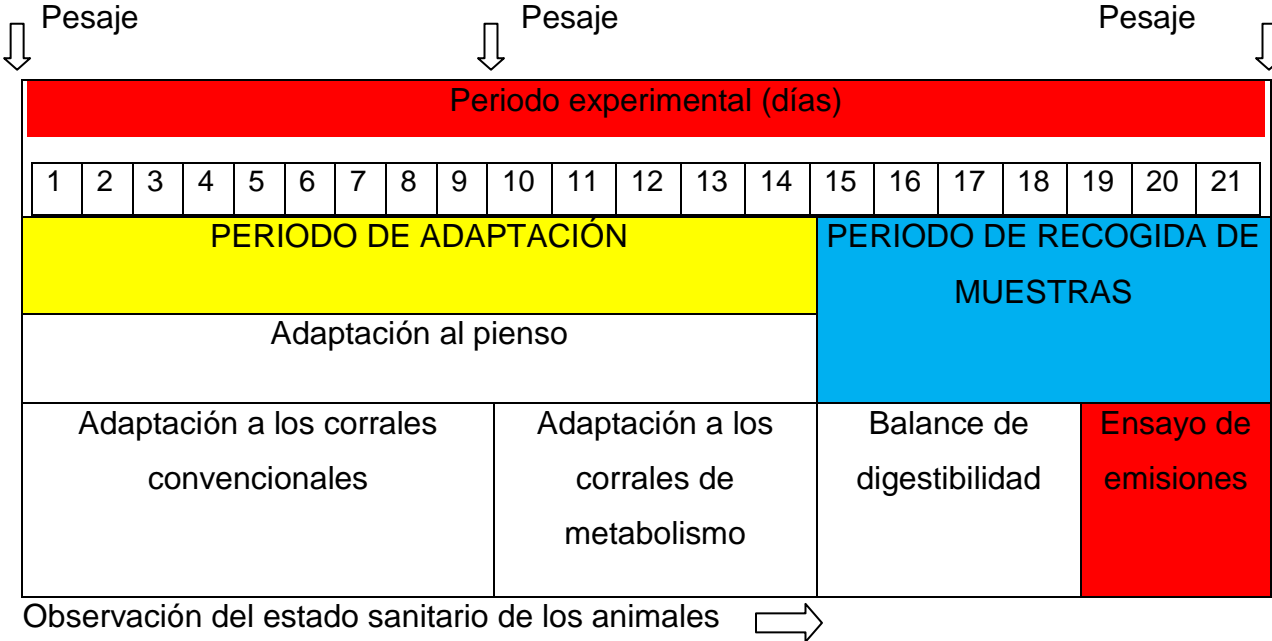 Pesaje Pesaje Pesaje
Periodo experimental (días)
1 2 3 4 5 6 7 8 9 10 11 12 13 14 15 16 17 18 19 20 21
PERIODO DE ADAPTACIÓN
PERIODO DE RECOGIDA DE
MUESTRAS
Adaptación al pienso
Adaptación a los corrales
convencionales
Adaptación a los
corrales de
metabolismo
Balance de
digestibilidad
Ensayo de
emisiones
Observación del estado sanitario de los animales